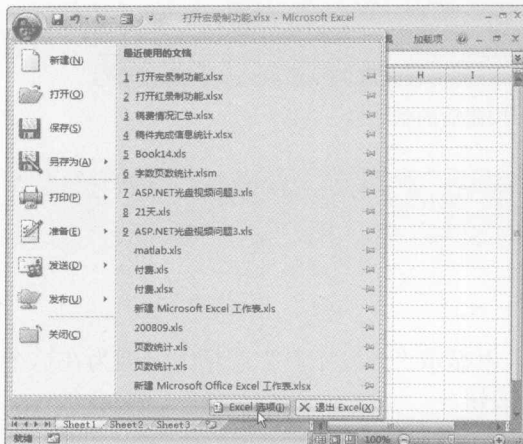 打开宏录制功能.xlsx - Microsoft Excel
加载项
新建(N)
打开(O)
保存(S)
另存为(A)
打印(P)
准备(E)
发送(D)
发布(U)
关闭(C)
最近使用的文档
1 打开宏录制功能.xlsx
2 打开红录制功能.xlsx
3 稿费情况汇总.xlsx
4 稿件完成信息统计.xlsx
5 Book14.xls
6 字数页数统计.xlsm
7 ASP.NET光盘视频问题3.xls
8 21天.xls
9 ASP.NET光盘视频问题3.xls
matlab.xls
付费.xls
付费.xlsx
新建 Microsoft Excel 工作表.xls
200809.xls
页数统计.xls
页数统计.xls
新建 Microsoft Office Excel 工作表.xlsx
Excel 选项(I) 退出 Excel(X)
H I
Sheet1 Sheet2 Sheet3
就绪 100%